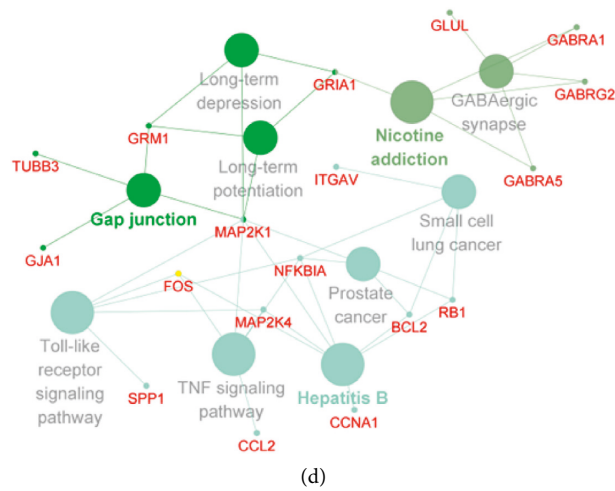 GLUL
GABRA1
Long-term
depression
GRIA1
GABAergic
synapse
GABRG2
Nicotine
addiction
GRM1
TUBB3
Long-term
potentiation
ITGAV
GABRA5
Gap junction
MAP2K1
Small cell
lung cancer
GJA1
NFKBIA
FOS
Prostate
cancer
MAP2K4
BCL2
RB1
Toll-like
receptor
signaling
pathway
TNF signaling
pathway
Hepatitis B
SPP1
CCNA1
CCL2
(d)